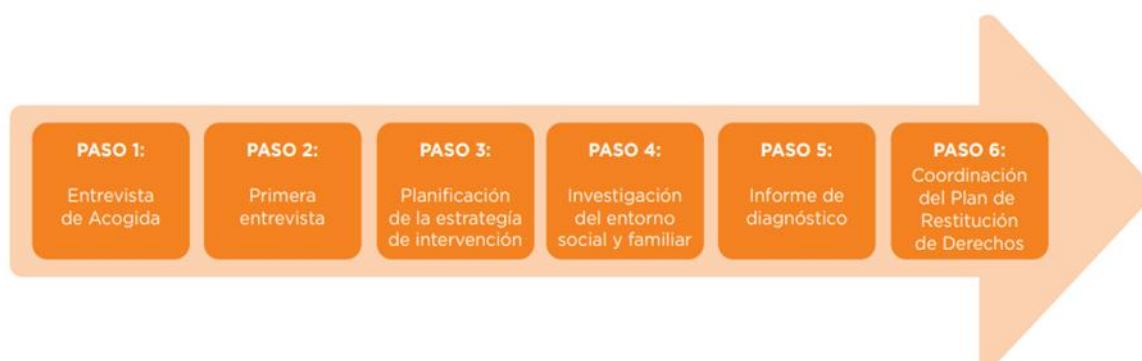 PASO 1:
Entrevista
de Acogida
PASO 2:
Primera
entrevista
PASO 3:
Planificación
de la estrategía
de intervención
PASO 4:
Investigación
del entorno
social y familiar
PASO 5:
Informe de
diagnóstico
PASO 6:
Coordinación
del Plan de
Restitución
de Derechos